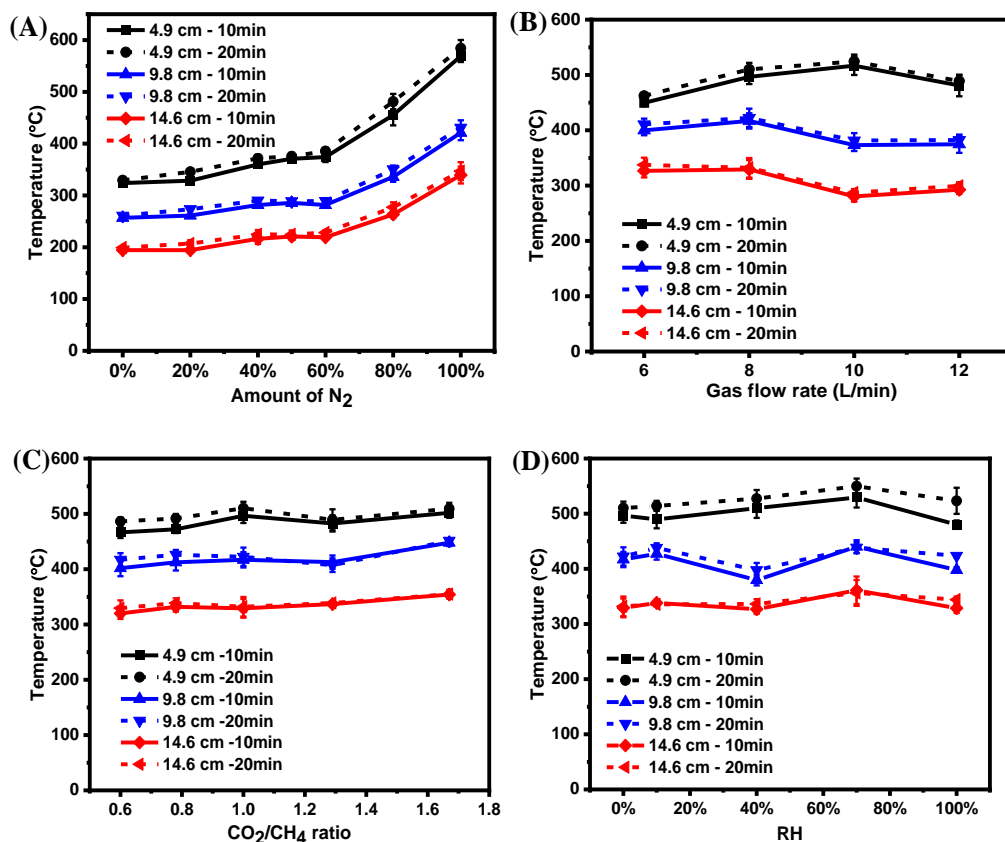 (A)
600
500
400
300
200
100
0
Temperature (°C)
4.9 cm - 10min
4.9 cm - 20min
9.8 cm - 10min
9.8 cm - 20min
14.6 cm - 10min
14.6 cm - 20min
0% 20% 40% 60% 80% 100%
Amount of N2
(B)
600
500
400
300
200
100
0
Temperature (°C)
4.9 cm - 10min
4.9 cm - 20min
9.8 cm - 10min
9.8 cm - 20min
14.6 cm - 10min
14.6 cm - 20min
6 8 10 12
Gas flow rate (L/min)
(C)
600
500
400
300
200
100
0
Temperature (°C)
4.9 cm -10min
4.9 cm -20min
9.8 cm -10min
9.8 cm -20min
14.6 cm -10min
14.6 cm -20min
0.6 0.8 1.0 1.2 1.4 1.6 1.8
CO2/CH4 ratio
(D)
600
500
400
300
200
100
0
Temperature (°C)
4.9 cm - 10min
4.9 cm - 20min
9.8 cm - 10min
9.8 cm - 20min
14.6 cm - 10min
14.6 cm - 20min
0% 20% 40% 60% 80% 100%
RH